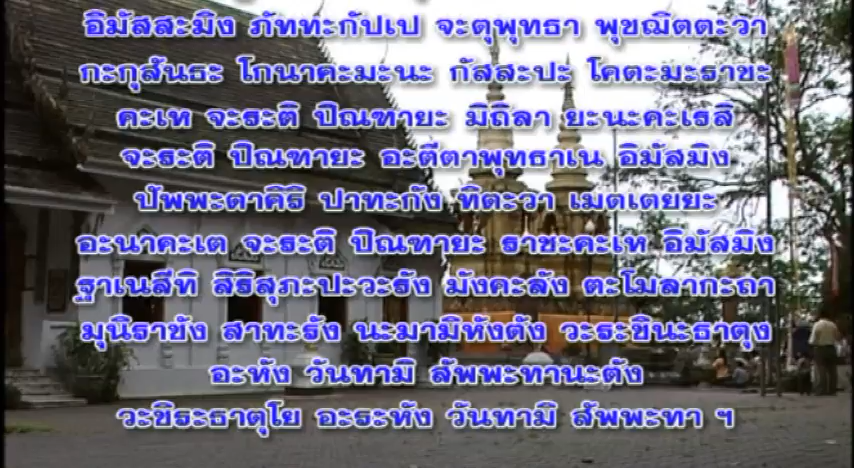 อิมัสสะมิง ภัททะกัปเป จะตุพุทธา พุขฌิตตะวา
กะกุสันธะ โกนาคะมะนะ กัสสะปะ โคตะมะราชะ
คะเห จะระติ ปิณฑายะ มิถิลา ยะนะคะเรสิ
จะระติ ปิณฑายะ อะตีตาพุทธาเน อิมัสมิง
ปัพพะตาคิริ ปาทะกัง ทิตะวา เมตเตยยะ
อะนาคะเต จะระติ ปิณฑายะ ราชะคะเห อิมัสมิง
ฐาเนสีทิ สิริสุภะปะวะรัง มังคะลัง ตะโมลากะถา
มุนิราชัง สาทะรัง นะมามิหังตัง วะระชินะธาตุง
อะหัง วันทามิ สัพพะทานะตัง
วะชิระธาตุโย อะระหัง วันทามิ สัพพะทา ฯ